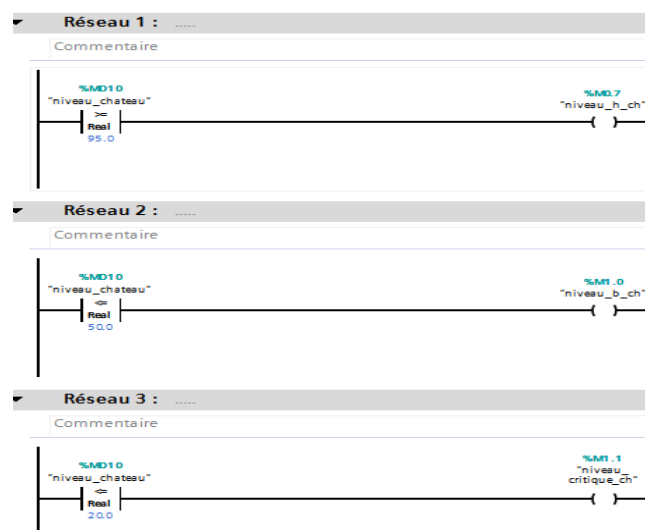 Réseau 1 : .....
Commentaire
%MD10
"niveau_chateau"
>=
Real
95.0
%M0.7
"niveau_h_ch"
Réseau 2 : .....
Commentaire
%MD10
"niveau_chateau"
<=
Real
50.0
%M1.0
"niveau_b_ch"
Réseau 3 : .....
Commentaire
%MD10
"niveau_chateau"
<=
Real
20.0
%M1.1
"niveau_
critique_ch"